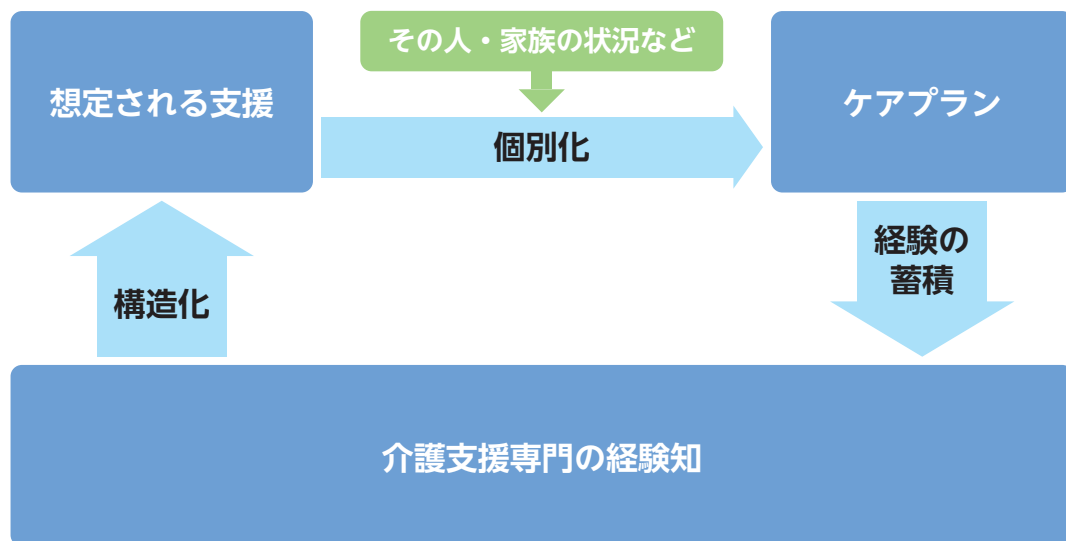 その人・家族の状況など
想定される支援
ケアプラン
個別化
経験の
蓄積
構造化
介護支援専門の経験知